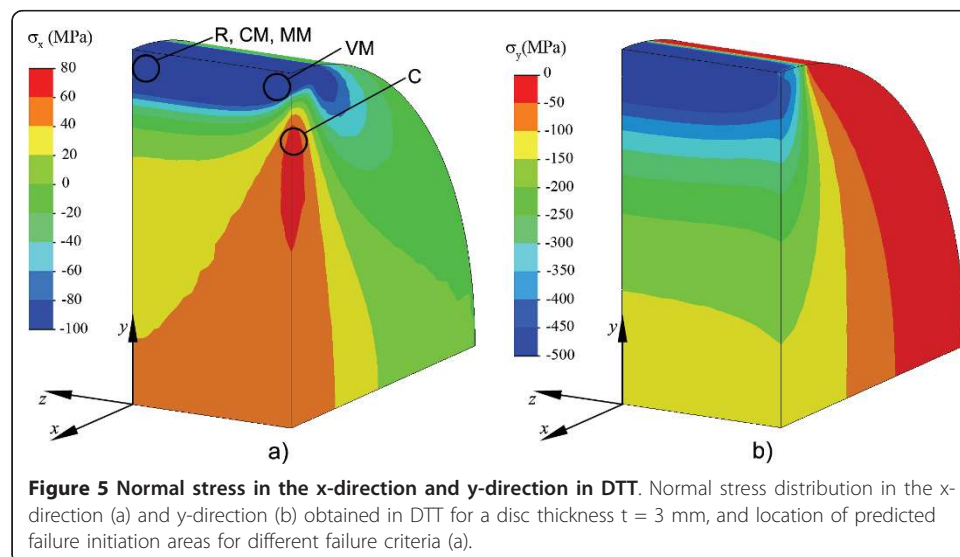 σx (MPa)
80
60
40
20
0
-20
-40
-60
-80
-100
R, CM, MM
VM
C
y
z
x
a)
σy(MPa)
0
-50
-100
-150
-200
-250
-300
-350
-400
-450
-500
y
z
x
b)
Figure 5 Normal stress in the x-direction and y-direction in DTT. Normal stress distribution in the x-
direction (a) and y-direction (b) obtained in DTT for a disc thickness t = 3 mm, and location of predicted
failure initiation areas for different failure criteria (a).